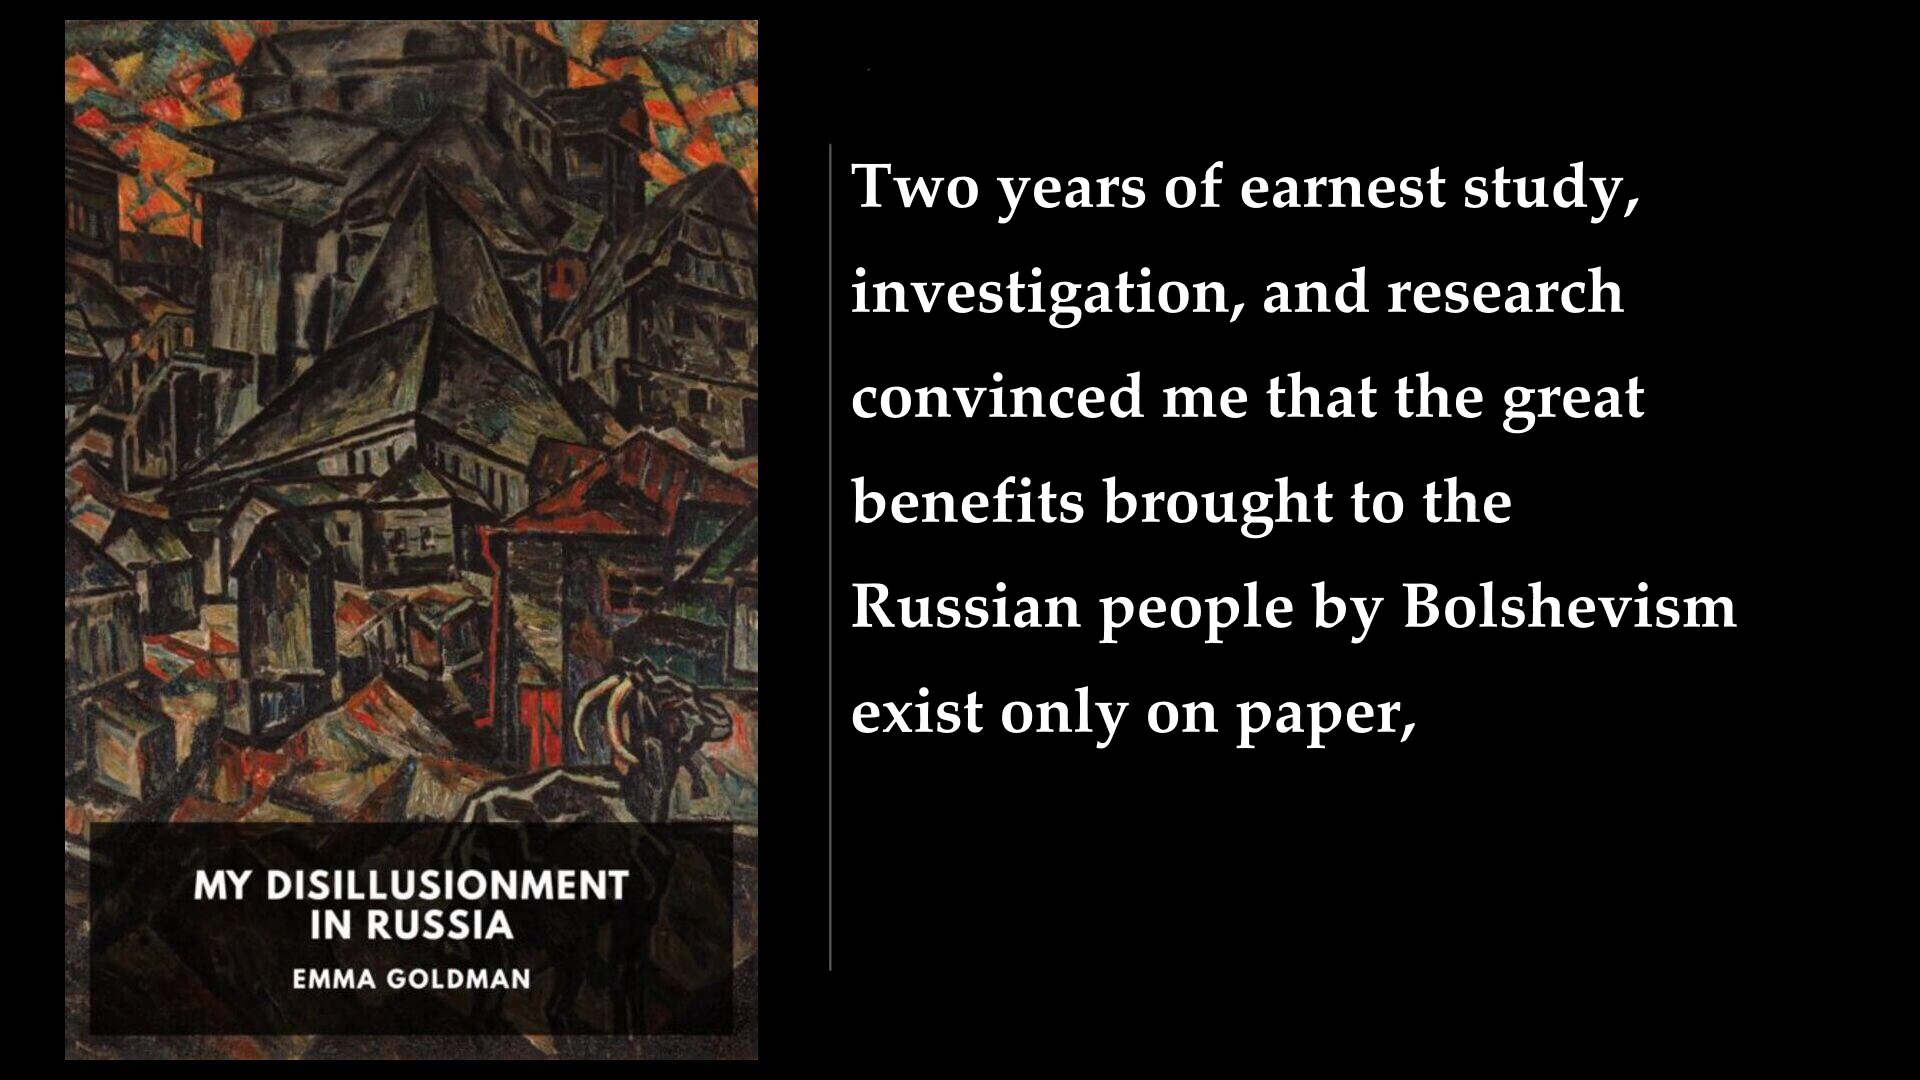 MY DISILLUSIONMENT
IN RUSSIA
EMMA GOLDMAN
Two years of earnest study,
investigation, and research
convinced me that the great
benefits brought to the
Russian people by Bolshevism
exist only on paper,